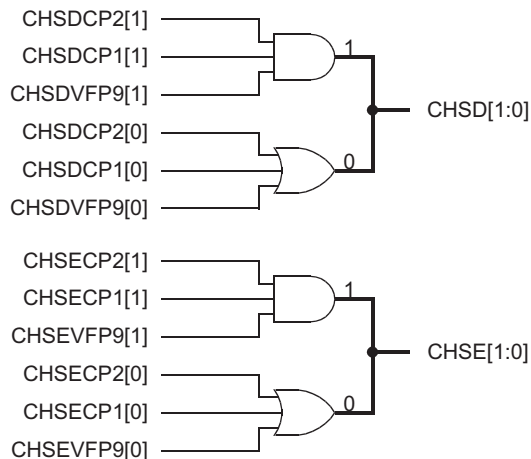 CHSDCP2[1]
1
CHSDCP1[1]
CHSDVFP9[1]
CHSD[1:0]
CHSDCP2[0]
0
CHSDCP1[0]
CHSDVFP9[0]
CHSECP2[1]
1
CHSECP1[1]
CHSEVFP9[1]
CHSE[1:0]
CHSECP2[0]
0
CHSECP1[0]
CHSEVFP9[0]